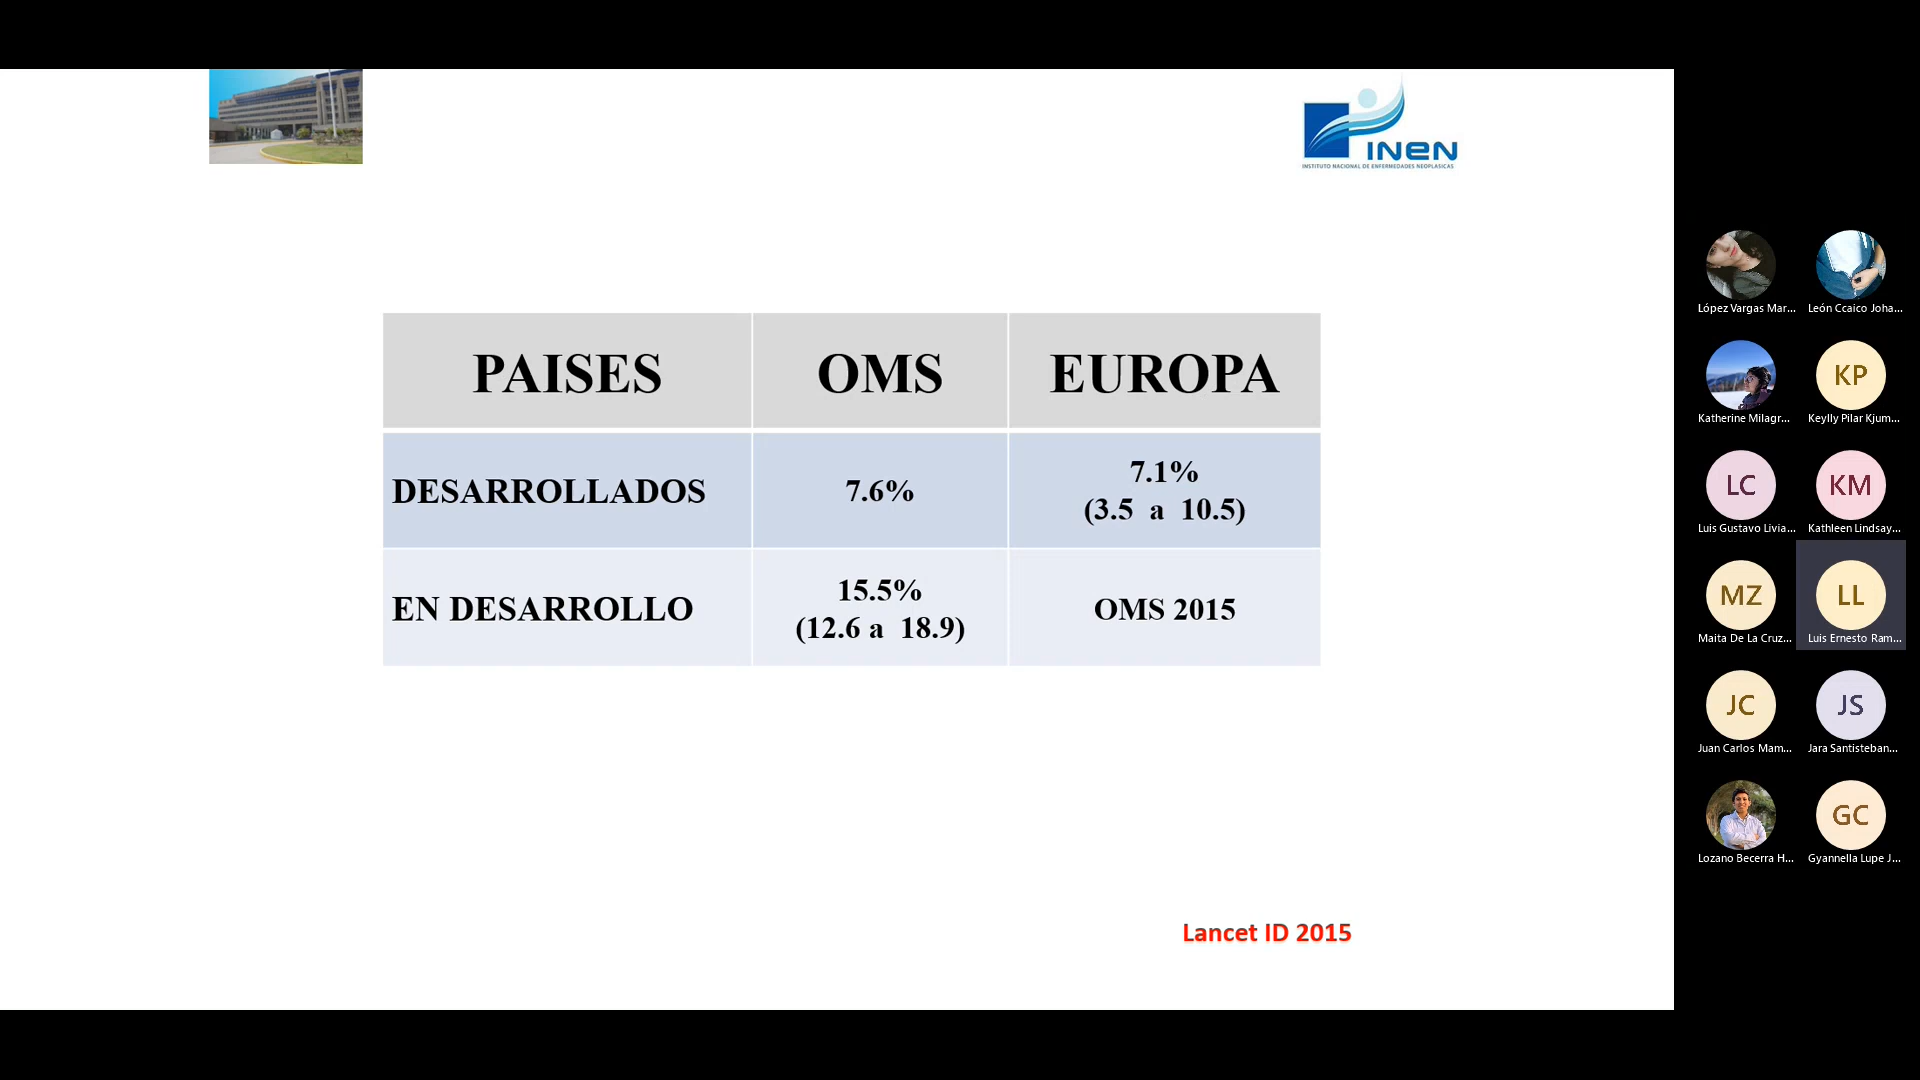 INEN
INSTITUTO NACIONAL DE ENFERMEDADES NEOPLASICAS
PAISES OMS EUROPA
DESARROLLADOS 7.6% 7.1%
(3.5 a 10.5)
EN DESARROLLO 15.5% OMS 2015
(12.6 a 18.9)
Lancet ID 2015
López Vargas Mar... León Ccaico Joha...
KP
Katherine Milagr... Keylly Pilar Kjum...
LC KM
Luis Gustavo Livia... Kathleen Lindsay...
MZ LL
Maita De La Cruz... Luis Ernesto Ram...
JC JS
Juan Carlos Mam... Jara Santisteban...
GC
Lozano Becerra H... Gyannella Lupe J...